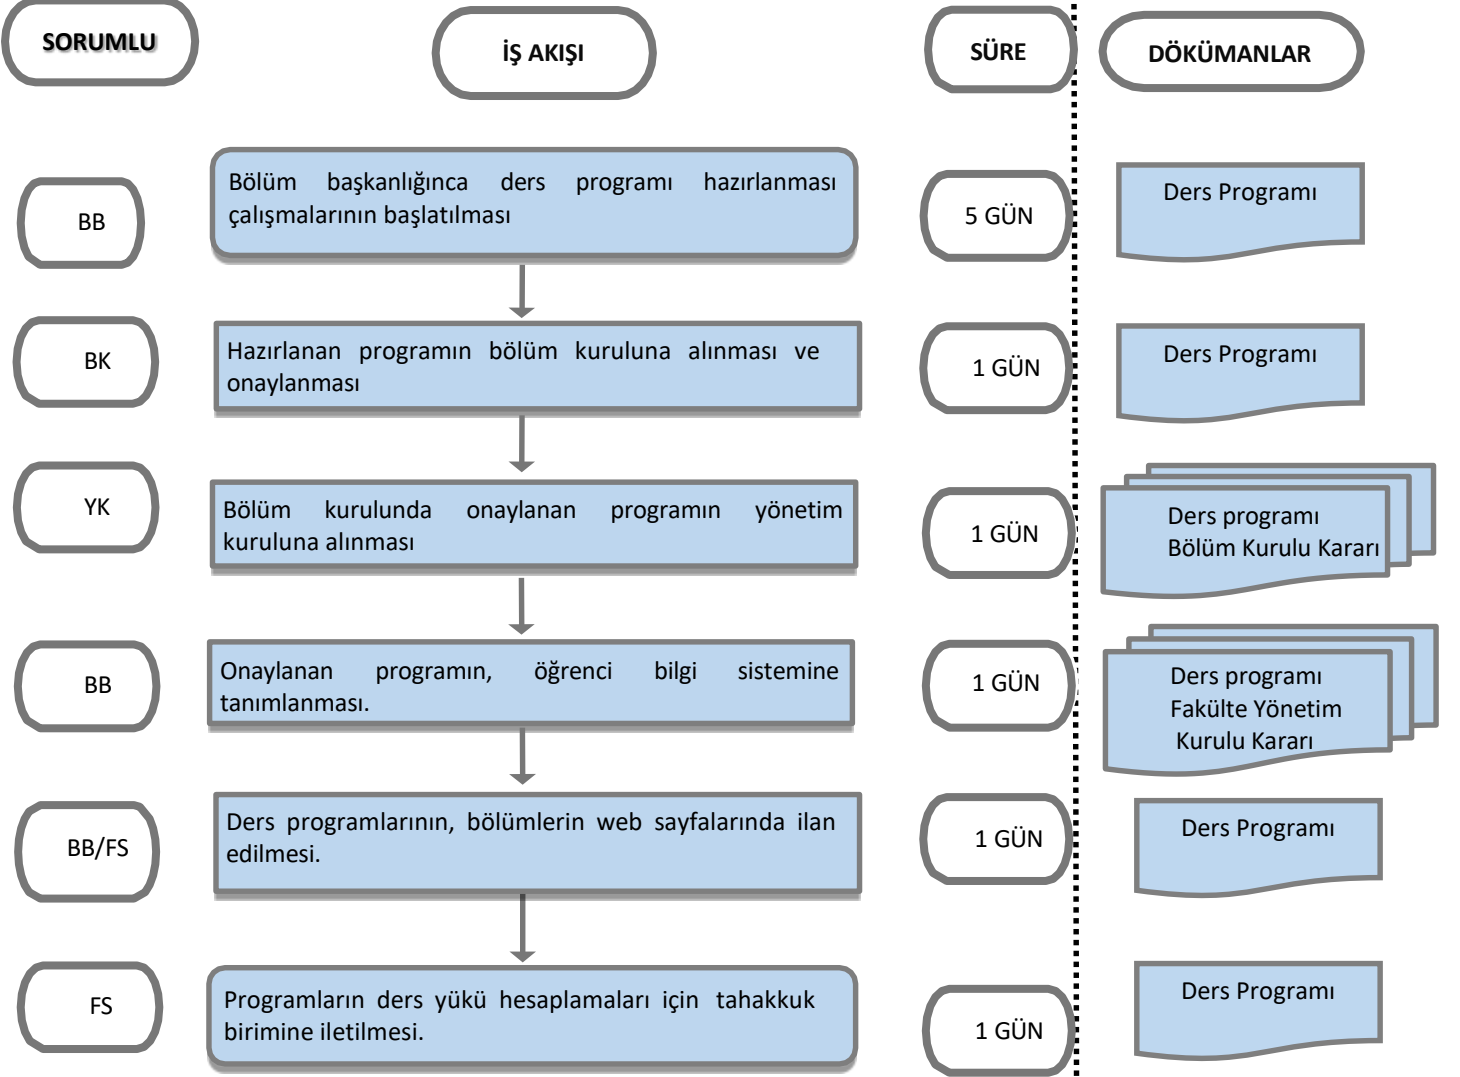 SORUMLU
İŞ AKIŞI
SÜRE
DÖKÜMANLAR
BB
Bölüm başkanlığınca ders programı hazırlanması
çalışmalarının başlatılması
5 GÜN
Ders Programı
BK
Hazırlanan programın bölüm kuruluna alınması ve
onaylanması
1 GÜN
Ders Programı
YK
Bölüm kurulunda onaylanan programın yönetim
kuruluna alınması
1 GÜN
Ders programı
Bölüm Kurulu Kararı
BB
Onaylanan programın, öğrenci bilgi sistemine
tanımlanması.
1 GÜN
Ders programı
Fakülte Yönetim
Kurulu Kararı
BB/FS
Ders programlarının, bölümlerin web sayfalarında ilan
edilmesi.
1 GÜN
Ders Programı
FS
Programların ders yükü hesaplamaları için tahakkuk
birimine iletilmesi.
1 GÜN
Ders Programı